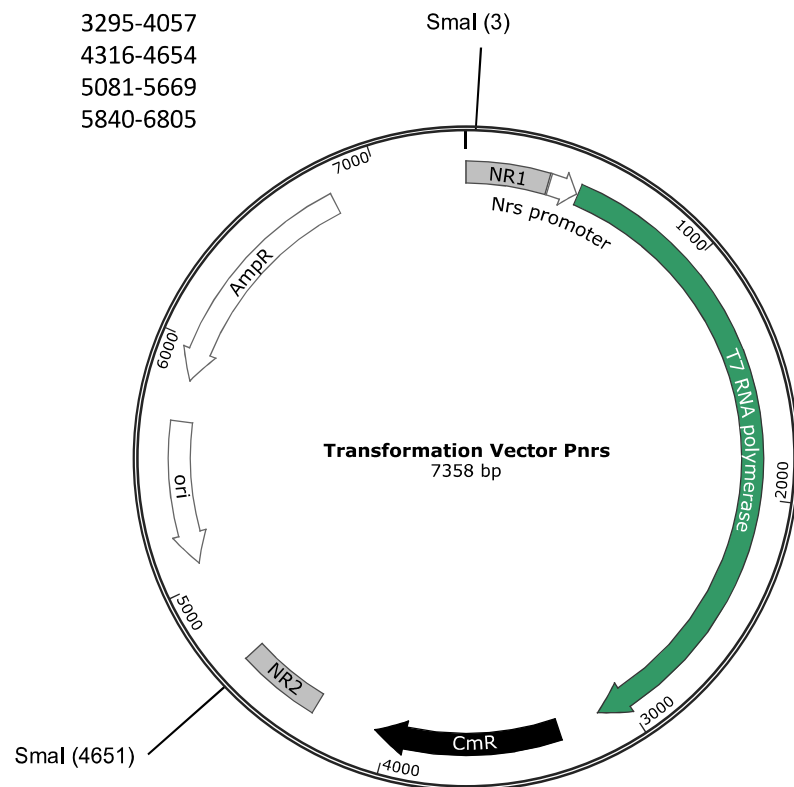 3295-4057
4316-4654
5081-5669
5840-6805
SmaI (3)
7000
NR1
Nrs promoter
1000
AmpR
6000
T7 RNA polymerase
Transformation Vector Pnrs
7358 bp
2000
ori
5000
NR2
3000
SmaI (4651)
CmR
4000